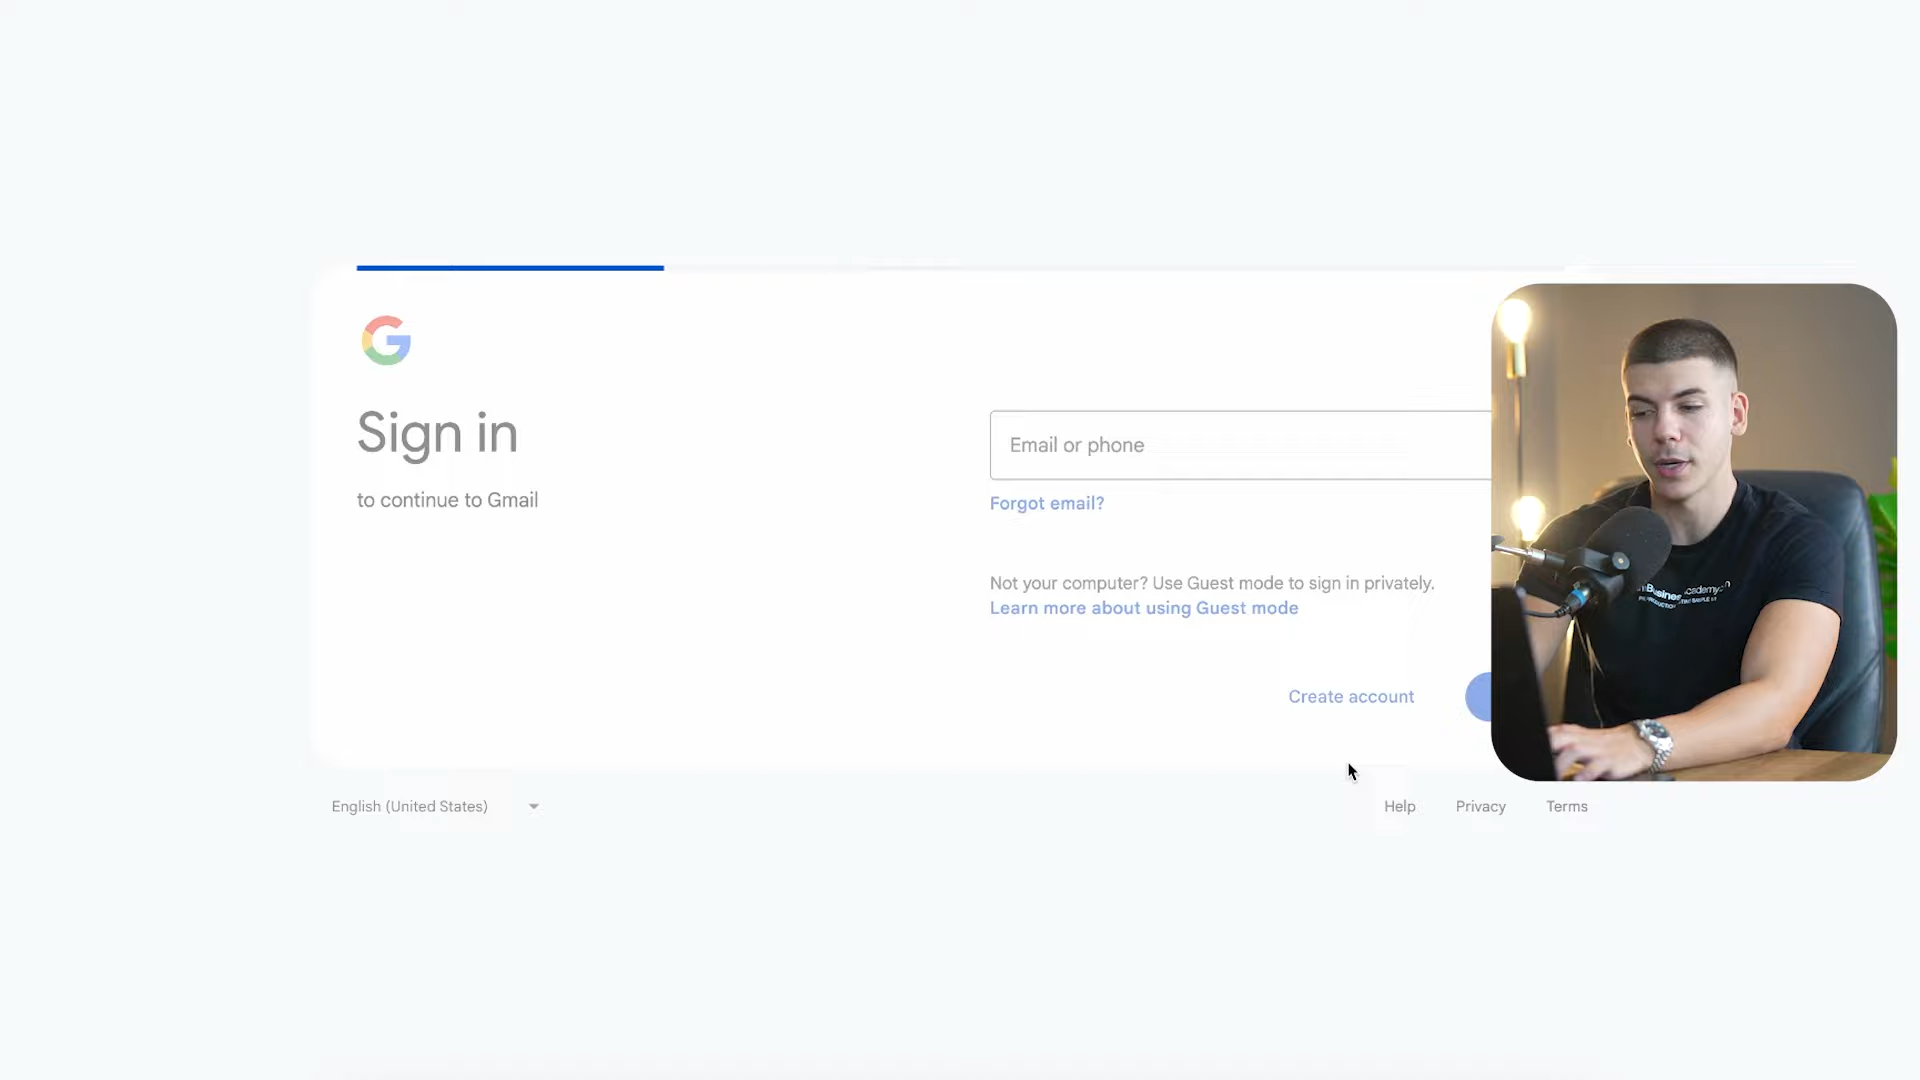 Sign in
to continue to Gmail
Email or phone
Forgot email?
Not your computer? Use Guest mode to sign in privately.
Learn more about using Guest mode
Create account
English (United States)
Help
Privacy
Terms